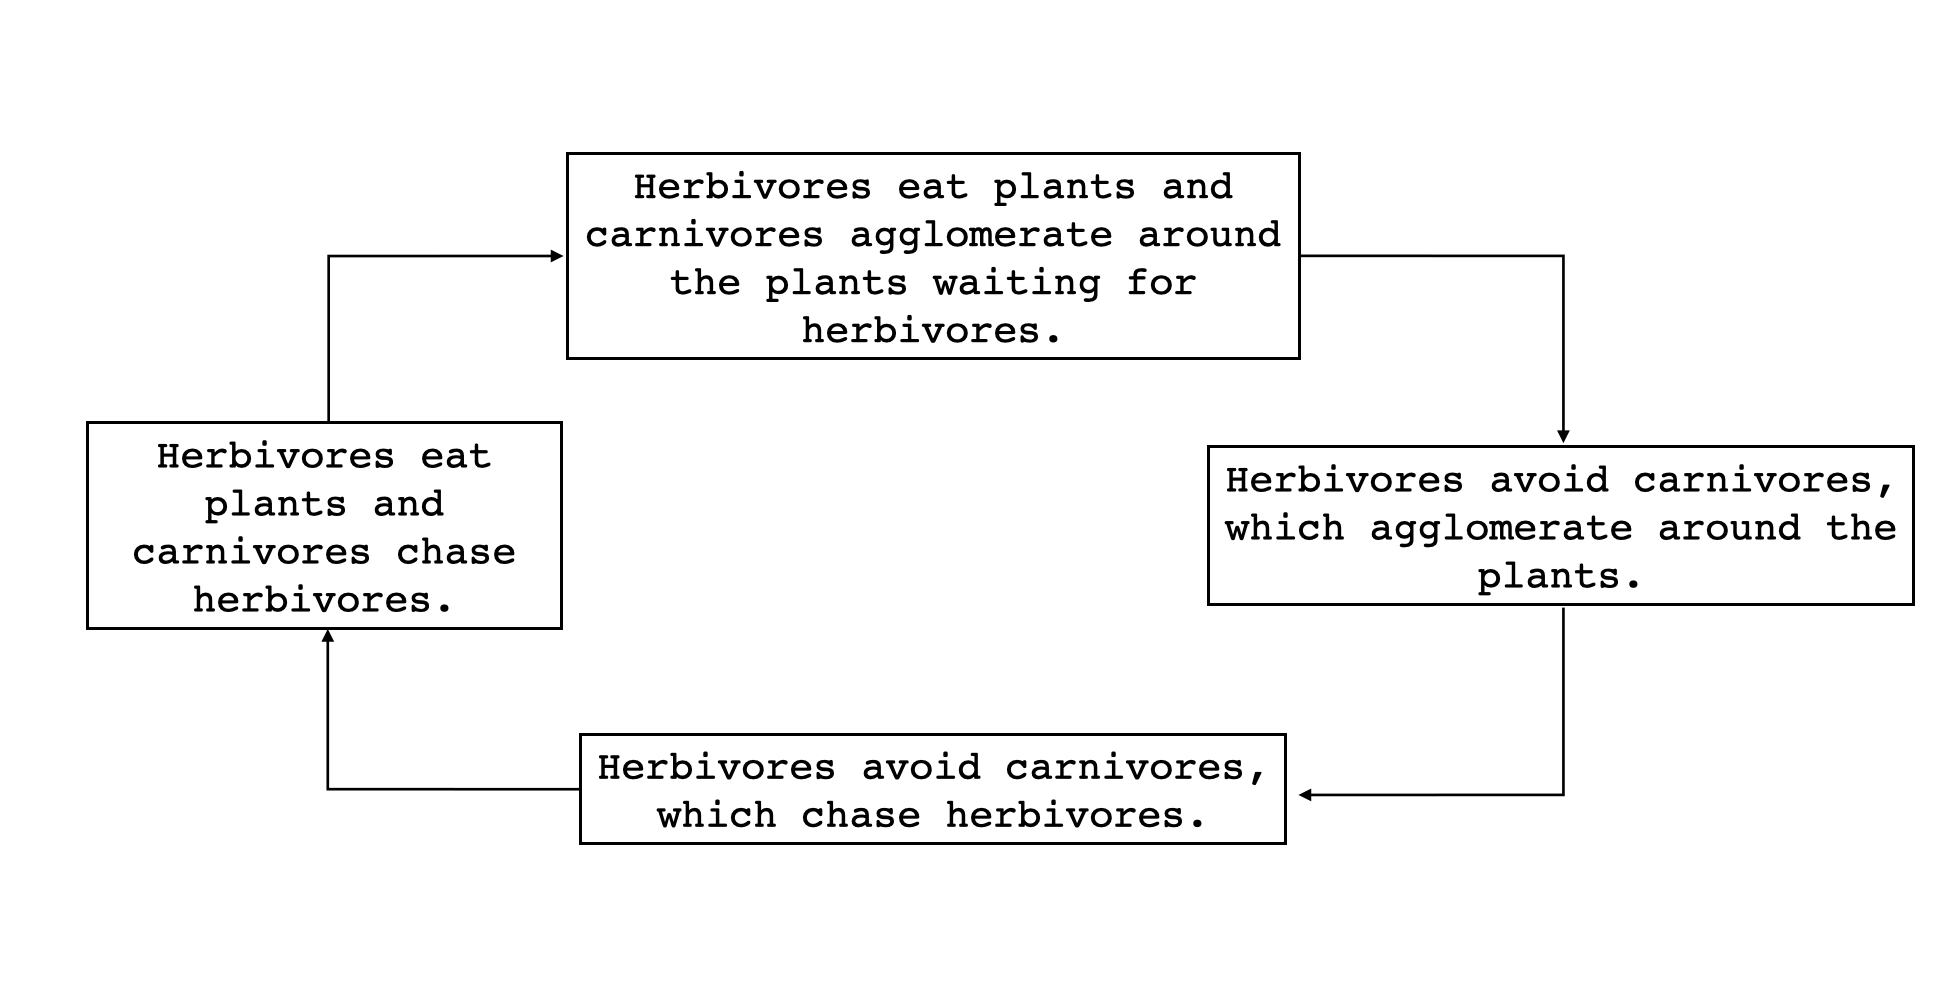 Herbivores eat plants and
carnivores agglomerate around
the plants waiting for
herbivores.
Herbivores eat
plants and
carnivores chase
herbivores.
Herbivores avoid carnivores,
which agglomerate around the
plants.
Herbivores avoid carnivores,
which chase herbivores.